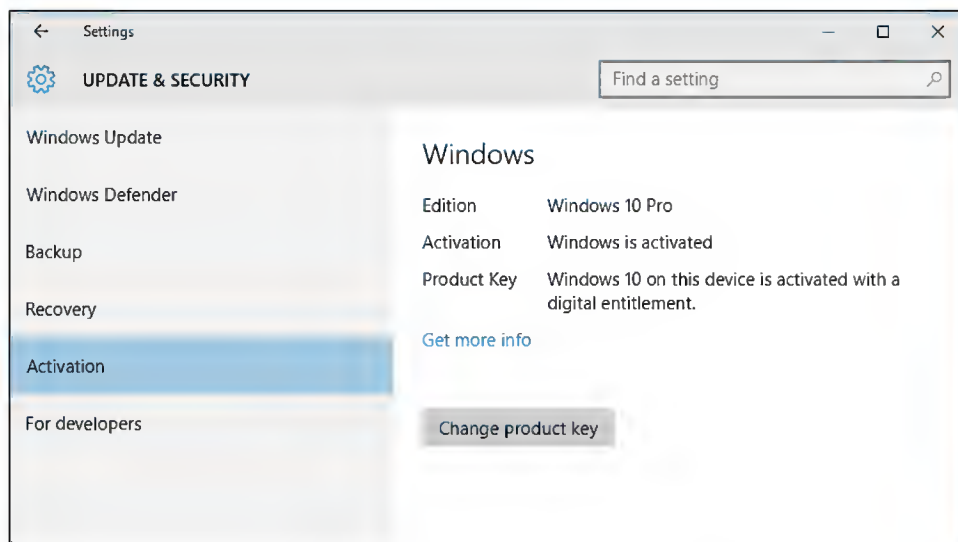 Settings
UPDATE & SECURITY
Find a setting
Windows Update
Windows Defender
Backup
Recovery
Activation
For developers
Windows
Edition Windows 10 Pro
Activation Windows is activated
Product Key Windows 10 on this device is activated with a
digital entitlement.
Get more info
Change product key